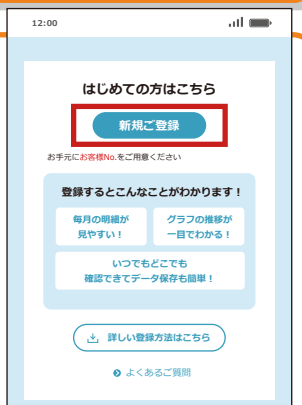 12:00
はじめての方はこちら
新規ご登録
お手元にお客様No.をご用意ください
登録するとこんなことがわかります！
毎月の明細が
見やすい！
グラフの推移が
一目でわかる！
いつでもどこでも
確認できてデータ保存も簡単！
詳しい登録方法はこちら
よくあるご質問